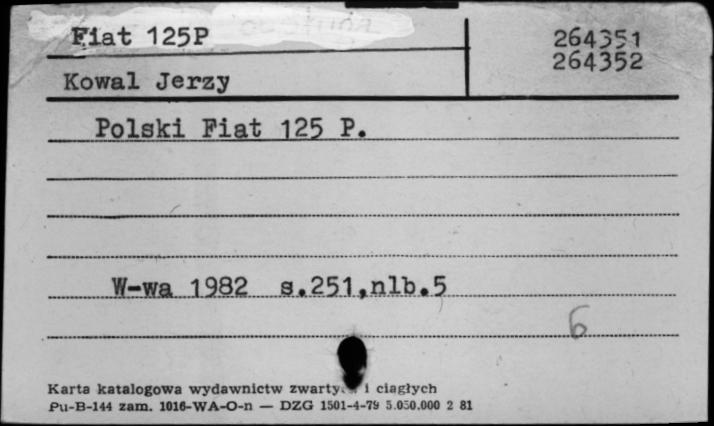 Fiat 125P
264351
264352
Kowal Jerzy
Polski Fiat 125 P.
W-wa 1982 s.251,nlb.5
6
Karta katalogowa wydawnictw i ciągłych
Pu-B-144 zam. 1016-WA-O-n — DZG 1501-4-79 5.050.000 2 81